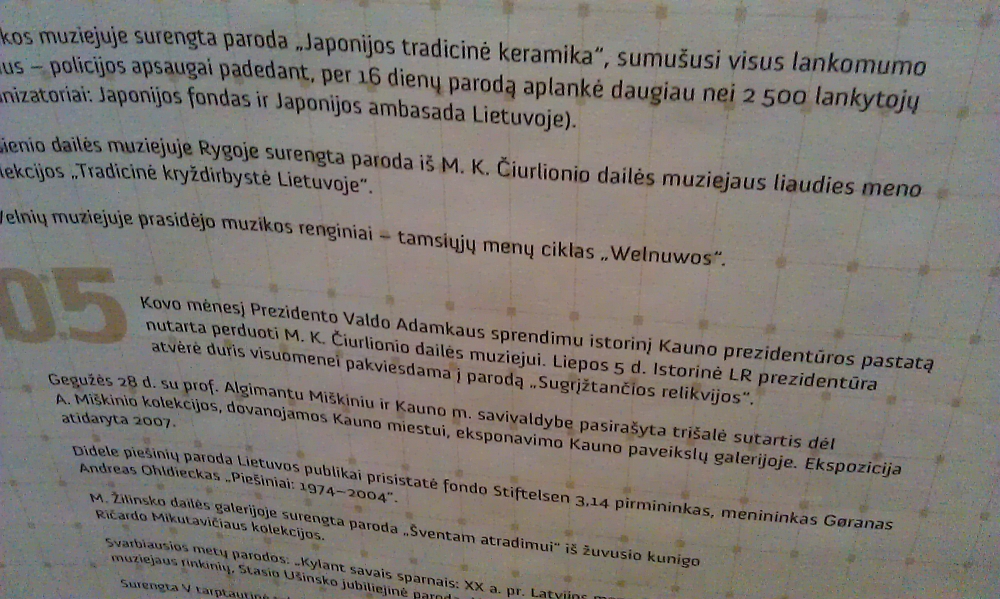 kos muziejuje surengta paroda „Japonijos tradicinė keramika“, sumušusi visus lankomumo
us – policijos apsaugai padedant, per 16 dienų parodą aplankė daugiau nei 2 500 lankytojų
nizatoriai: Japonijos fondas ir Japonijos ambasada Lietuvoje).
sienio dailės muziejuje Rygoje surengta paroda iš M. K. Čiurlionio dailės muziejaus liaudies meno
lekcijos „Tradicinė kryždirbystė Lietuvoje“.
Velnių muziejuje prasidėjo muzikos renginiai – tamsiųjų menų ciklas „Welnuwos“.
05
Kovo mėnesį Prezidento Valdo Adamkaus sprendimu istorinį Kauno prezidentūros pastatą
nutarta perduoti M. K. Čiurlionio dailės muziejui. Liepos 5 d. Istorinė LR prezidentūra
atvėrė duris visuomenei pakviesdama į parodą „Sugrįžtančios relikvijos“.
Gegužės 28 d. su prof. Algimantu Miškiniu ir Kauno m. savivaldybe pasirašyta trišalė sutartis dėl
A. Miškinio kolekcijos, dovanojamos Kauno miestui, eksponavimo Kauno paveikslų galerijoje. Ekspozicija
atidaryta 2007.
Didelę piešinių parodą Lietuvos publikai prisistatė fondo Stiftelsen 3,14 pirmininkas, menininkas Gøranas
Andreas Ohldieckas „Piešiniai: 1974–2004“.
M. Žilinsko dailės galerijoje surengta paroda „Šventam atradimui“ iš žuvusio kunigo
Ričardo Mikutavičiaus kolekcijos.
Svarbiausios metų parodos: „Kylant savais sparnais: XX a. pr. Latvijos
muziejaus rinkinių, Stasio Ušinsko jubiliejinė
Surengta V tarptautinė